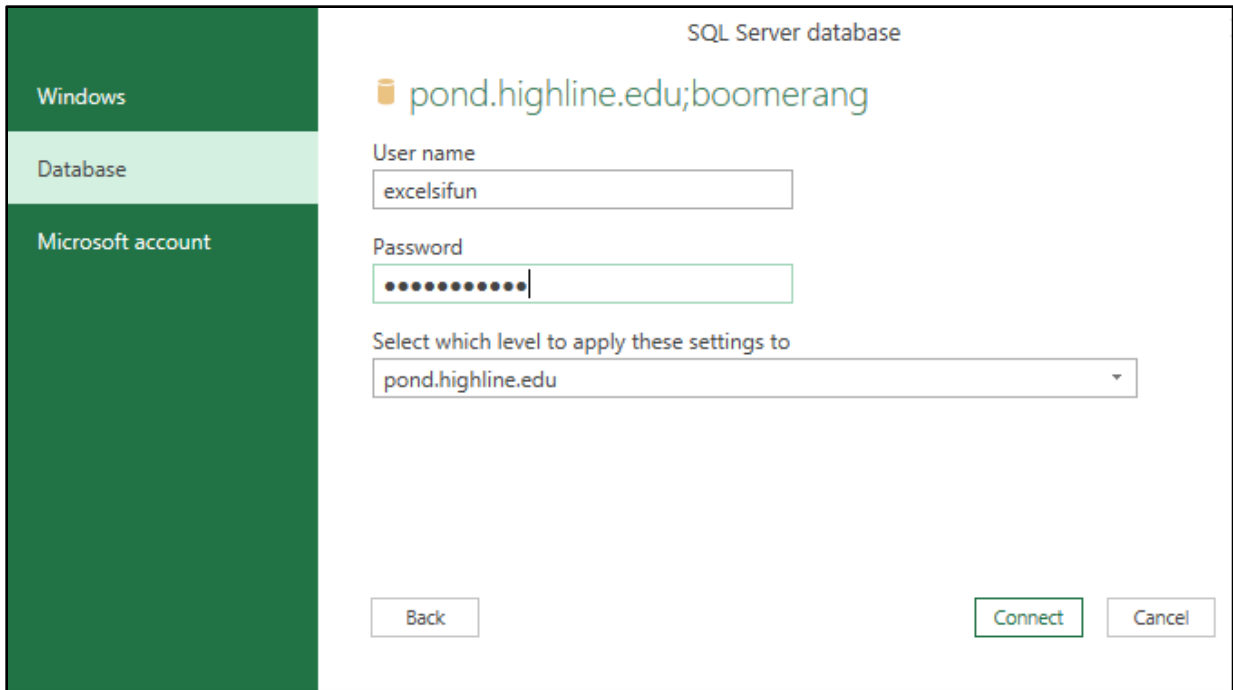 SQL Server database
Windows
Database
Microsoft account
pond.highline.edu;boomerang
User name
excelsifun
Password
●●●●●●●●●●●
Select which level to apply these settings to
pond.highline.edu
Back
Connect
Cancel